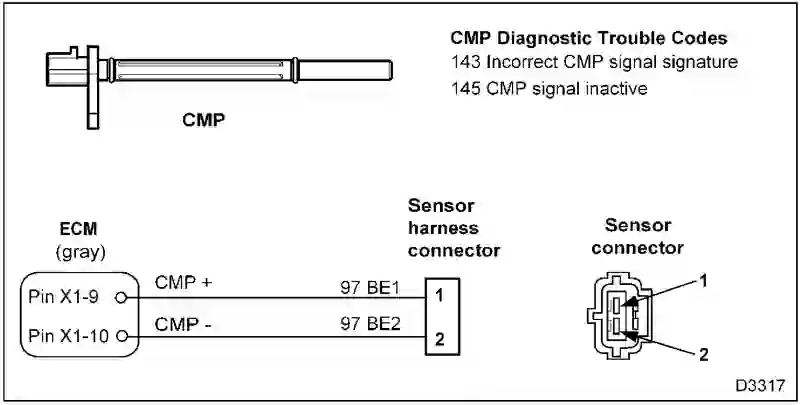 CMP Diagnostic Trouble Codes
143 Incorrect CMP signal signature
145 CMP signal inactive
CMP
ECM
(gray)
Sensor
harness
connector
Sensor
connector
Pin X1-9
CMP +
97 BE1
1
Pin X1-10
CMP -
97 BE2
2
1
2
D3317